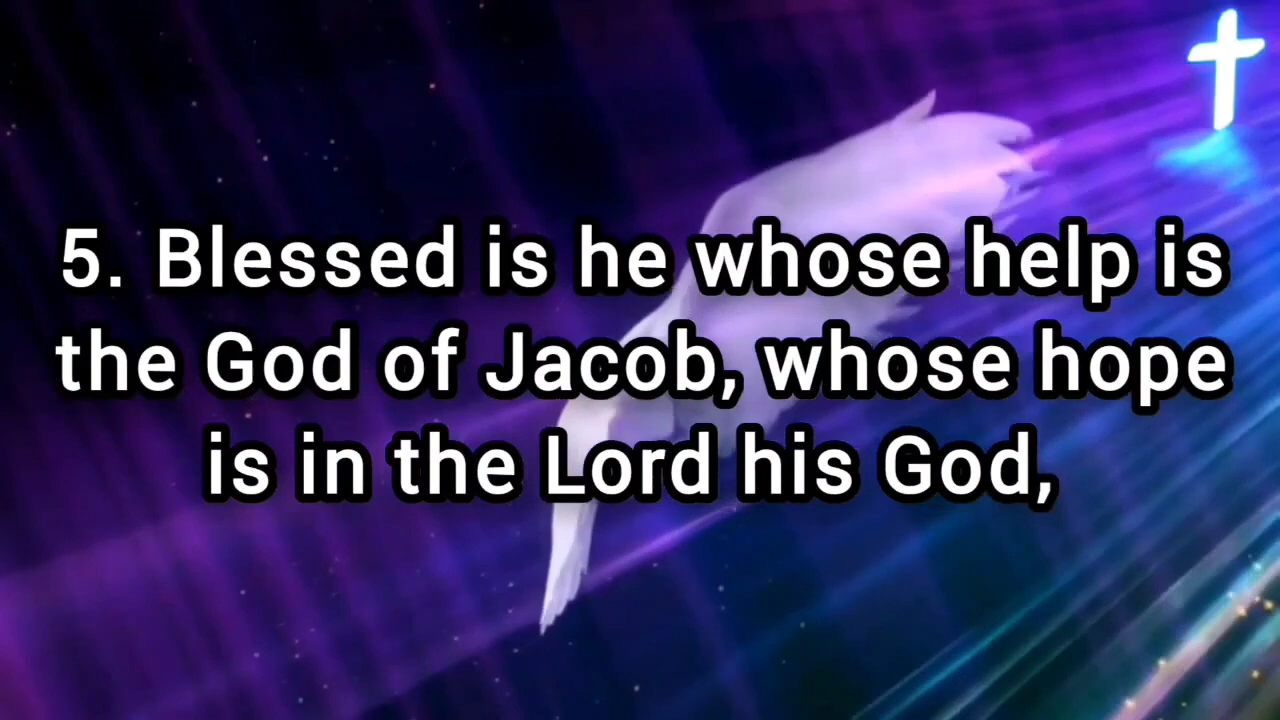 5. Blessed is he whose help is
the God of Jacob, whose hope
is in the Lord his God,